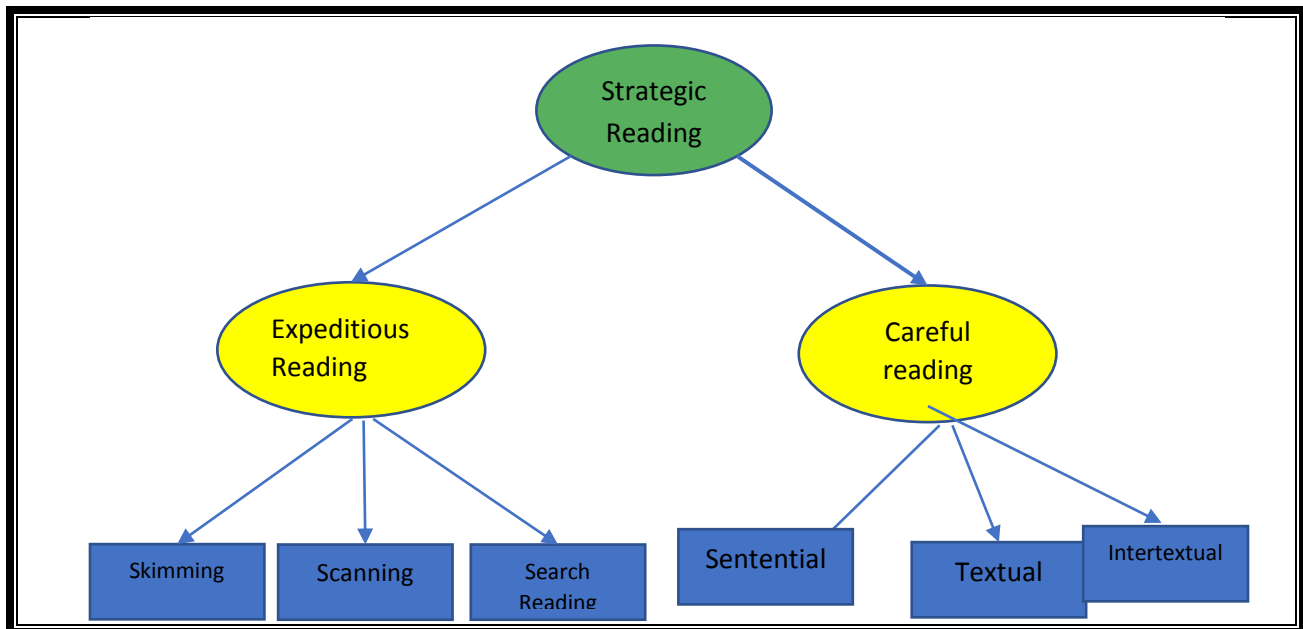 Strategic
Reading
Expeditious
Reading
Careful
reading
Skimming
Scanning
Search
Reading
Sentential
Textual
Intertextual